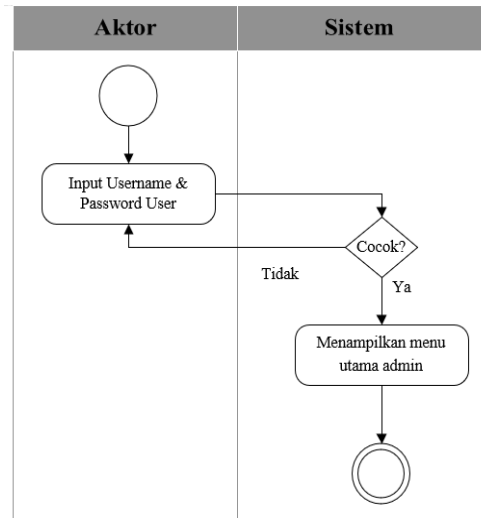 Aktor
Sistem
Input Username &
Password User
Cocok?
Tidak
Ya
Menampilkan menu
utama admin